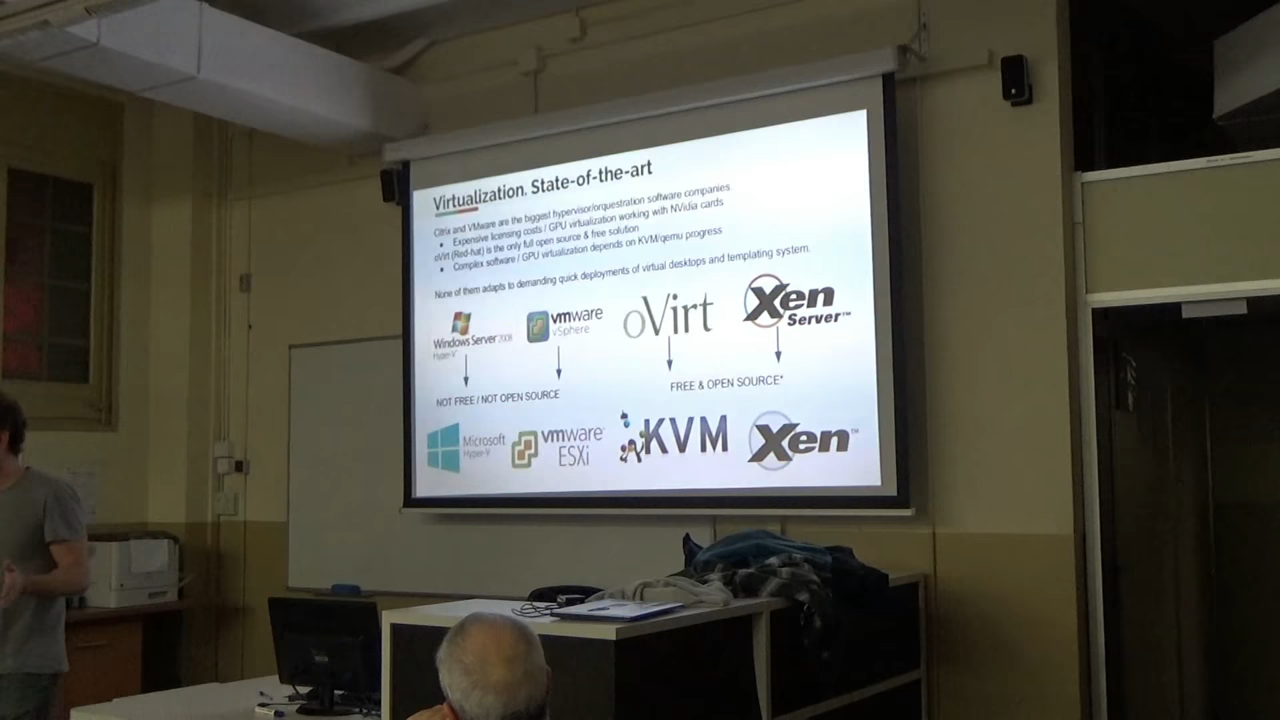 Virtualization. State-of-the-art
Citrix and VMware are the biggest hypervisor/orquestration software companies.
• Expensive licensing costs / GPU virtualization working with NVidia cards
oVirt (Red-hat) is the only full open source & free solution
• Complex software / GPU virtualization depends on KVM/qemu progress
None of them adapts to demanding quick deployments of virtual desktops and templating system.
Windows Server 2008
Hyper-V
vmware
vSphere
oVirt
Xen
Server™
NOT FREE / NOT OPEN SOURCE
FREE & OPEN SOURCE*
Microsoft
Hyper-V
vmware
ESXi
KVM
Xen™